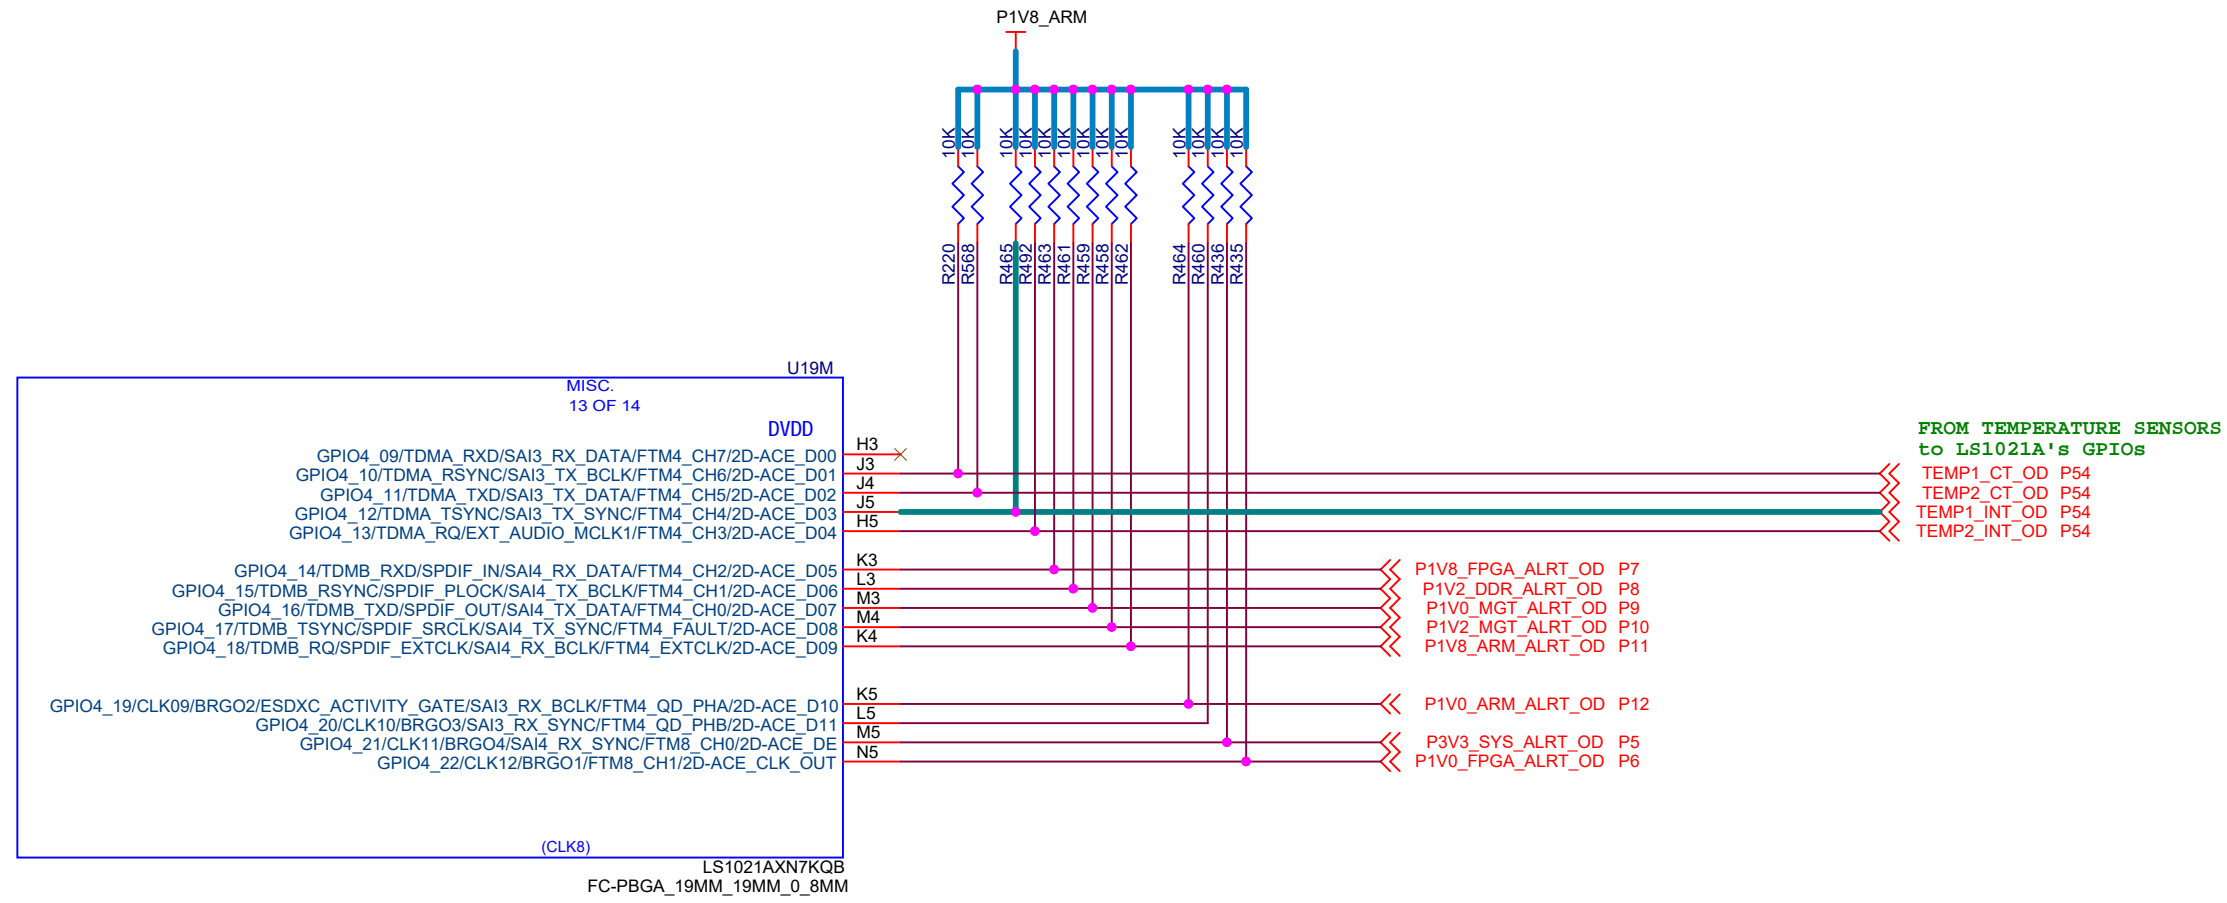 P1V8_ARM
10K
10K
10K
10K
10K
10K
10K
10K
10K
10K
10K
10K
10K
R220
R568
R465
R492
R463
R461
R459
R458
R462
R464
R460
R436
R435
U19M
MISC.
13 OF 14
DVDD
FROM TEMPERATURE SENSORS
to LS1021A's GPIOs
GPIO4_09/TDMA_RXD/SAI3_RX_DATA/FTM4_CH7/2D-ACE_D00 H3
GPIO4_10/TDMA_RSYNC/SAI3_TX_BCLK/FTM4_CH6/2D-ACE_D01 J3 TEMP1_CT_OD P54
GPIO4_11/TDMA_TXD/SAI3_TX_DATA/FTM4_CH5/2D-ACE_D02 J4 TEMP2_CT_OD P54
GPIO4_12/TDMA_TSYNC/SAI3_TX_SYNC/FTM4_CH4/2D-ACE_D03 J5 TEMP1_INT_OD P54
GPIO4_13/TDMA_RQ/EXT_AUDIO_MCLK1/FTM4_CH3/2D-ACE_D04 H5 TEMP2_INT_OD P54
GPIO4_14/TDMB_RXD/SPDIF_IN/SAI4_RX_DATA/FTM4_CH2/2D-ACE_D05 K3 P1V8_FPGA_ALRT_OD P7
GPIO4_15/TDMB_RSYNC/SPDIF_PLOCK/SAI4_TX_BCLK/FTM4_CH1/2D-ACE_D06 L3 P1V2_DDR_ALRT_OD P8
GPIO4_16/TDMB_TXD/SPDIF_OUT/SAI4_TX_DATA/FTM4_CH0/2D-ACE_D07 M3 P1V0_MGT_ALRT_OD P9
GPIO4_17/TDMB_TSYNC/SPDIF_SRCLK/SAI4_TX_SYNC/FTM4_FAULT/2D-ACE_D08 M4 P1V2_MGT_ALRT_OD P10
GPIO4_18/TDMB_RQ/SPDIF_EXTCLK/SAI4_RX_BCLK/FTM4_EXTCLK/2D-ACE_D09 K4 P1V8_ARM_ALRT_OD P11
GPIO4_19/CLK09/BRGO2/ESDXC_ACTIVITY_GATE/SAI3_RX_BCLK/FTM4_QD_PHA/2D-ACE_D10 K5 P1V0_ARM_ALRT_OD P12
GPIO4_20/CLK10/BRGO3/SAI3_RX_SYNC/FTM4_QD_PHB/2D-ACE_D11 L5
GPIO4_21/CLK11/BRGO4/SAI4_RX_SYNC/FTM8_CH0/2D-ACE_DE M5 P3V3_SYS_ALRT_OD P5
GPIO4_22/CLK12/BRGO1/FTM8_CH1/2D-ACE_CLK_OUT N5 P1V0_FPGA_ALRT_OD P6
(CLK8)
LS1021AXN7KQB
FC-PBGA_19MM_19MM_0_8MM